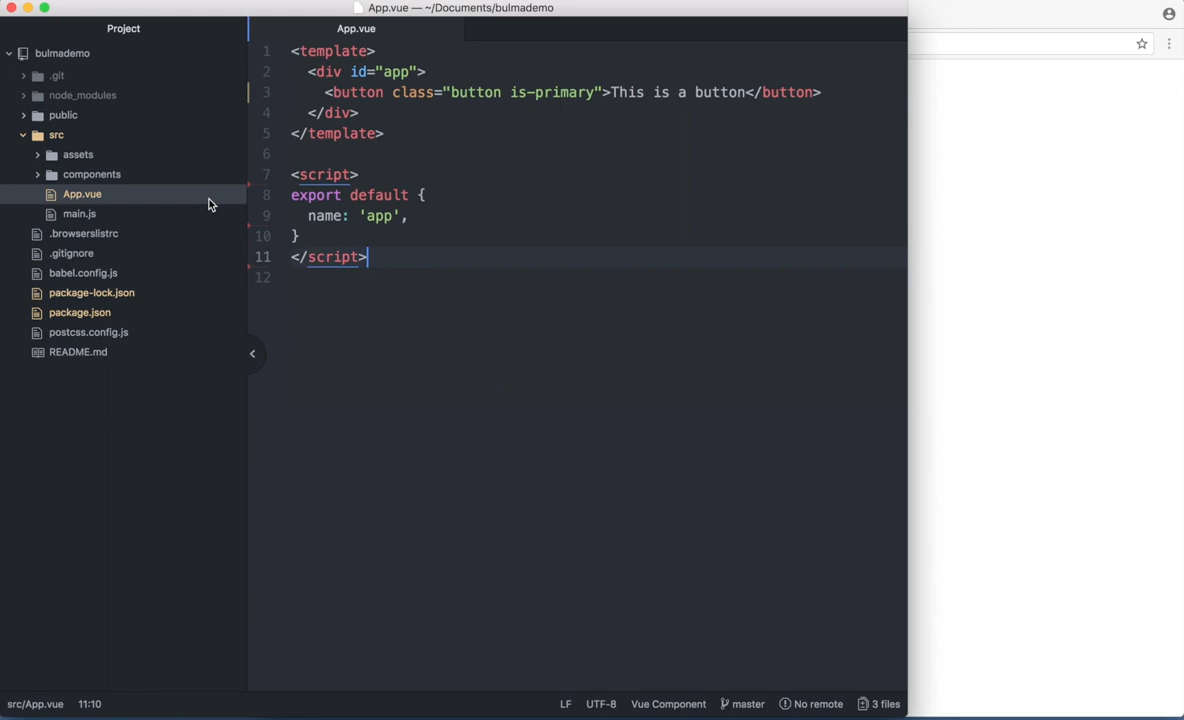 App.vue — ~/Documents/bulmademo
Project
bulmademo
.git
node_modules
public
src
assets
components
App.vue
main.js
.browserslistrc
.gitignore
babel.config.js
package-lock.json
package.json
postcss.config.js
README.md
App.vue
1 <template>
2 <div id="app">
3 <button class="button is-primary">This is a button</button>
4 </div>
5 </template>
6
7 <script>
8 export default {
9 name: 'app',
10 }
11 </script>
12
src/App.vue 11:10 LF UTF-8 Vue Component master No remote 3 files